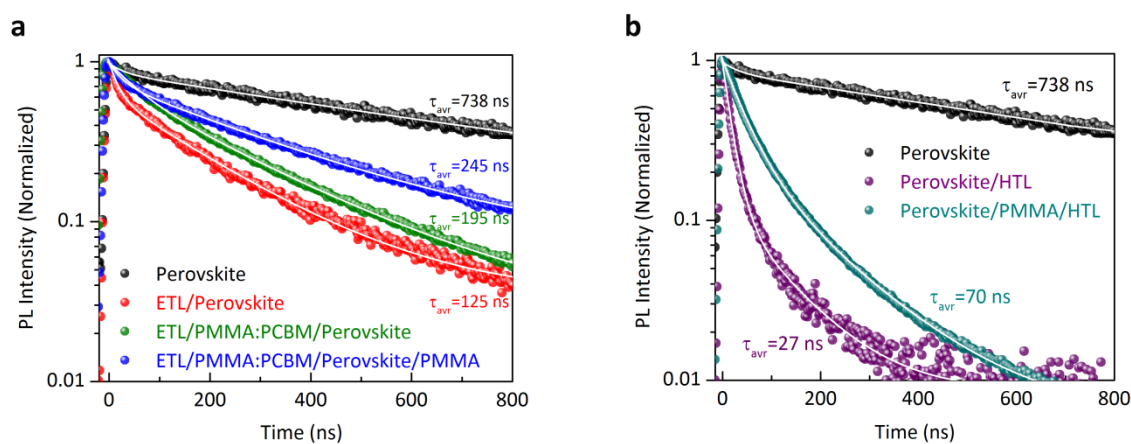 a
b
1
0.1
0.01
PL Intensity (Normalized)
τavr=738 ns
τavr=245 ns
τavr=195 ns
τavr=125 ns
Perovskite
ETL/Perovskite
ETL/PMMA:PCBM/Perovskite
ETL/PMMA:PCBM/Perovskite/PMMA
0
200
400
600
800
Time (ns)
1
0.1
0.01
PL Intensity (Normalized)
τavr=738 ns
Perovskite
Perovskite/HTL
Perovskite/PMMA/HTL
τavr=70 ns
τavr=27 ns
0
200
400
600
800
Time (ns)